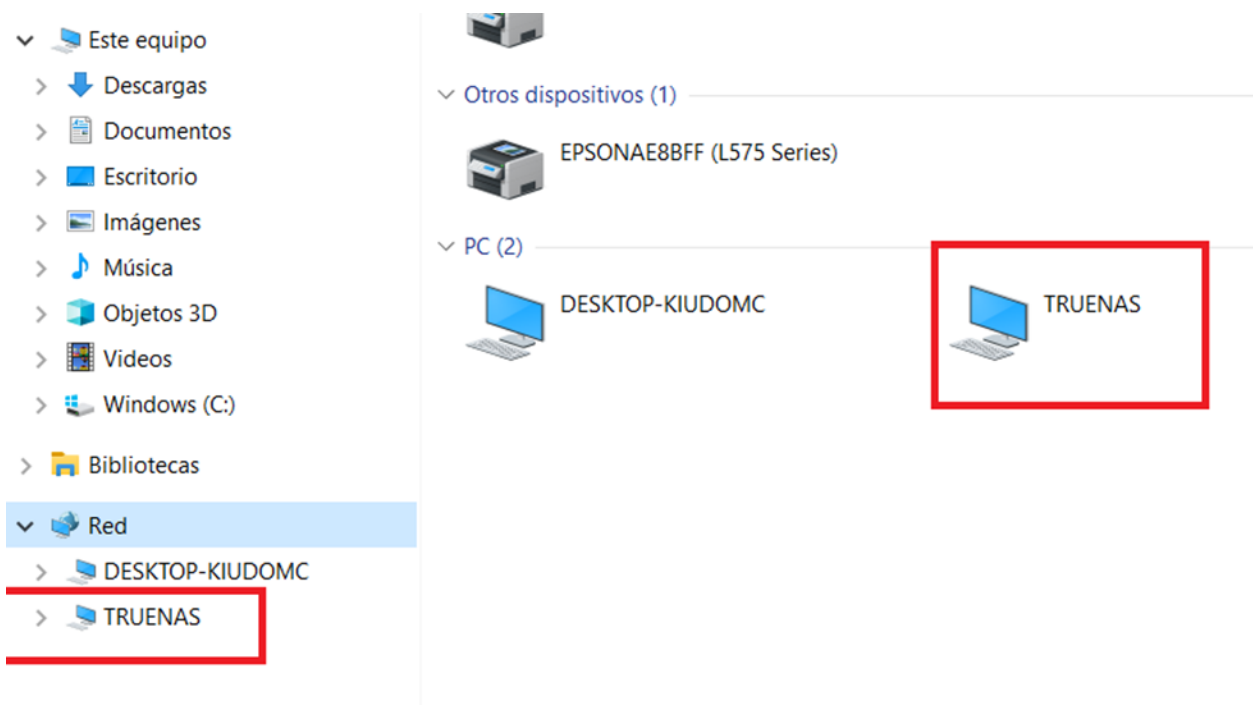 Este equipo
Descargas
Documentos
Escritorio
Imágenes
Música
Objetos 3D
Videos
Windows (C:)
Bibliotecas
Red
DESKTOP-KIUDOMC
TRUENAS
Otros dispositivos (1)
EPSONAE8BFF (L575 Series)
PC (2)
DESKTOP-KIUDOMC
TRUENAS